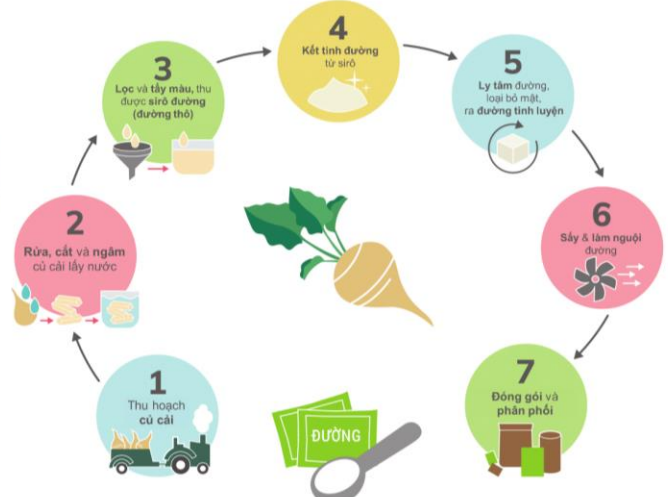 1
Thu hoạch
củ cải
2
Rửa, cắt và ngâm
củ cải lấy nước
3
Lọc và tẩy màu, thu
được sirô đường
(đường thô)
4
Kết tinh đường
từ sirô
5
Ly tâm đường,
loại bỏ mật,
ra đường tinh luyện
6
Sấy & làm nguội
đường
7
Đóng gói và
phân phối
ĐƯỜNG